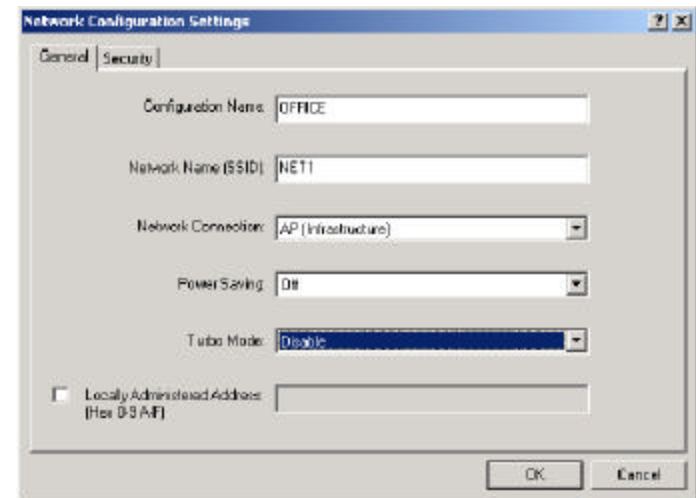 Network Configuration Settings
General Security
Configuration Name: OFFICE
Network Name (SSID): NET1
Network Connection: AP (Infrastructure)
Power Saving: Off
Turbo Mode: Disable
Locally Administered Address:
(Hex 0-9 A-F)
OK Cancel